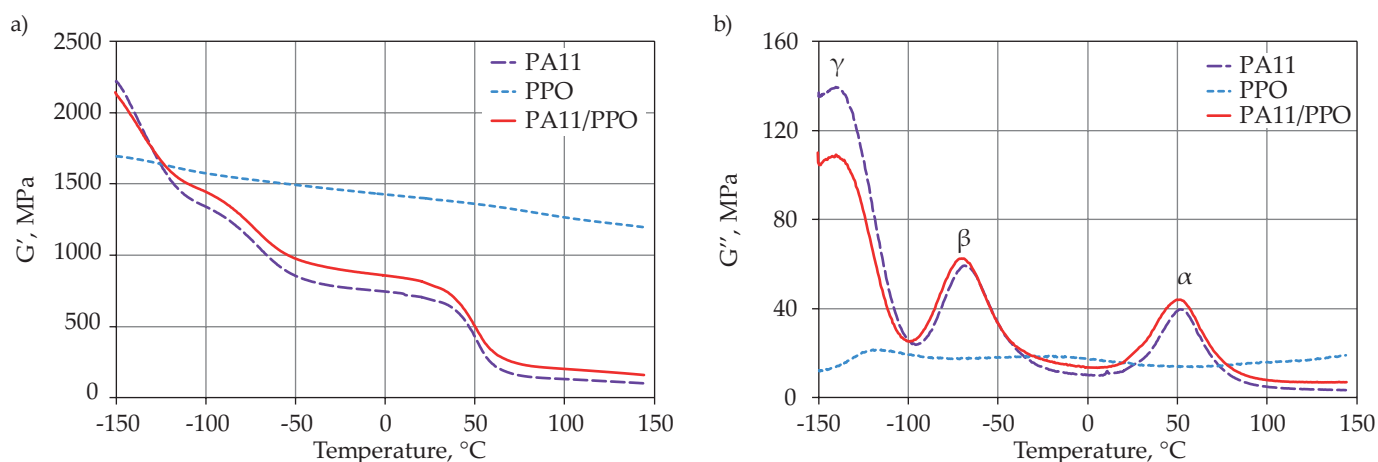 a)
2500
2000
1500
1000
500
0
G′, MPa
-150 -100 -50 0 50 100 150
Temperature, °C
PA11
PPO
PA11/PPO
b)
160
120
80
40
0
G″, MPa
-150 -100 -50 0 50 100 150
Temperature, °C
γ
β
α
PA11
PPO
PA11/PPO